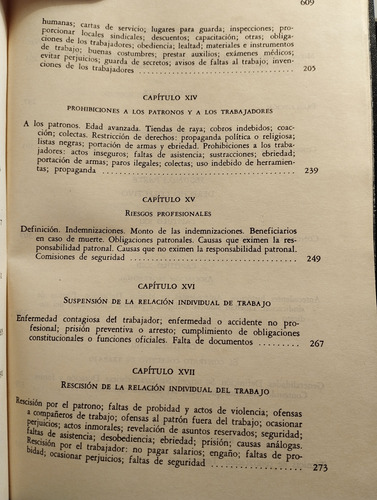 609
humanas; cartas de servicio; lugares para guarda; inspecciones; pro-
porcionar locales sindicales; descuentos; capacitación; otras obliga-
ciones de los trabajadores; obediencia; lealtad; materiales e instrumentos
de trabajo; buenas costumbres; prestar auxilios; exámenes médicos;
evitar perjuicios; guarda de secretos; avisos de faltas al trabajo; inven-
ciones de los trabajadores . . . . . . . . . . . . . . . 205
CAPÍTULO XIV
PROHIBICIONES A LOS PATRONOS Y A LOS TRABAJADORES
A los patronos. Edad avanzada. Tiendas de raya; cobros indebidos; coac-
ción; colectas. Restricción de derechos: propaganda política o religiosa;
listas negras; portación de armas y ebriedad. Prohibiciones a los traba-
jadores: actos inseguros; faltas de asistencia; sustracciones; ebriedad;
portación de armas; paros ilegales; colectas; uso indebido de herramien-
tas; propaganda . . . . . . . . . . . . . . . 239
CAPÍTULO XV
RIESGOS PROFESIONALES
Definición. Indemnizaciones. Monto de las indemnizaciones. Beneficiarios
en caso de muerte. Obligaciones patronales. Causas que eximen la res-
ponsabilidad patronal. Causas que no eximen la responsabilidad patronal.
Comisiones de seguridad . . . . . . . . . . . . . . . 249
CAPÍTULO XVI
SUSPENSIÓN DE LA RELACIÓN INDIVIDUAL DE TRABAJO
Enfermedad contagiosa del trabajador; enfermedad o accidente no pro-
fesional; prisión preventiva o arresto; cumplimiento de obligaciones
constitucionales o funciones oficiales. Falta de documentos . . . . 267
CAPÍTULO XVII
RESCISIÓN DE LA RELACIÓN INDIVIDUAL DEL TRABAJO
Rescisión por el patrono; faltas de probidad y actos de violencia; ofensas
a compañeros de trabajo; ofensas al patrón fuera del trabajo; ocasionar
perjuicios; actos inmorales; revelación de asuntos reservados; seguridad;
faltas de asistencia; desobediencia; ebriedad; prisión; causas análogas.
Rescisión por el trabajador: no pagar salarios; engaño; faltas de pro-
bidad; ocasionar perjuicios; faltas de seguridad . . . . . . . 273